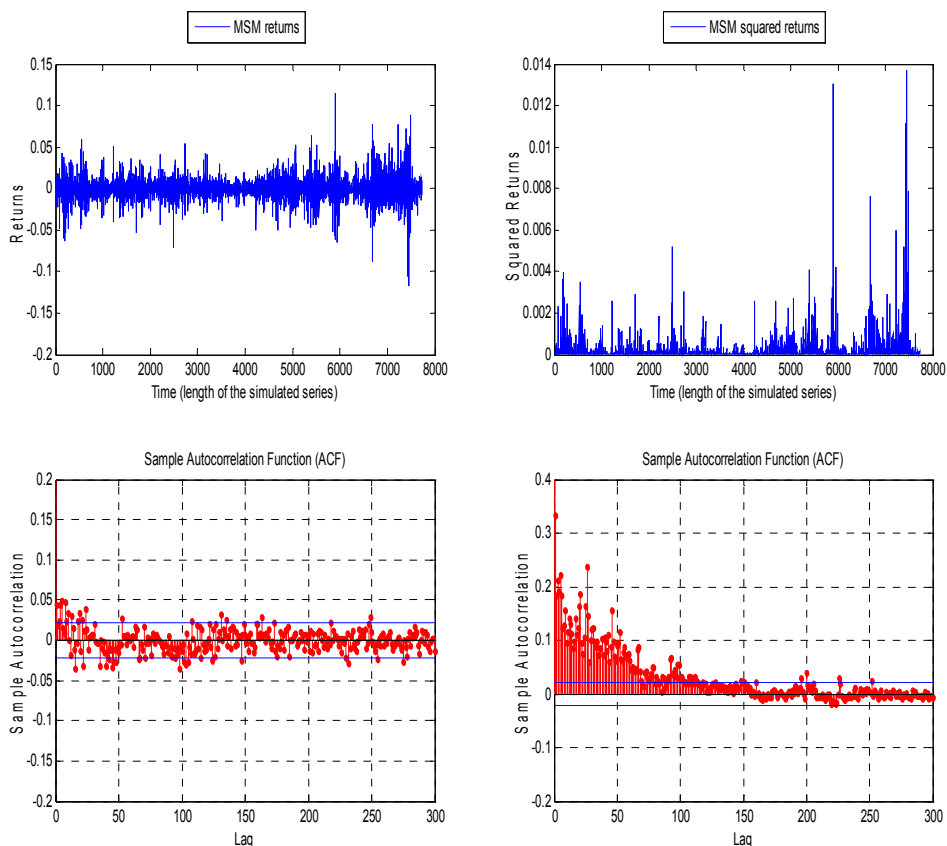 MSM returns
0.15
0.1
0.05
0
-0.05
-0.1
-0.15
-0.2
Returns
0 1000 2000 3000 4000 5000 6000 7000 8000
Time (length of the simulated series)
MSM squared returns
0.014
0.012
0.01
0.008
0.006
0.004
0.002
0
Squared Returns
0 1000 2000 3000 4000 5000 6000 7000 8000
Time (length of the simulated series)
Sample Autocorrelation Function (ACF)
0.2
0.15
0.1
0.05
0
-0.05
-0.1
-0.15
-0.2
Sample Autocorrelation
0 50 100 150 200 250 300
Lag
Sample Autocorrelation Function (ACF)
0.4
0.3
0.2
0.1
0
-0.1
-0.2
Sample Autocorrelation
0 50 100 150 200 250 300
Lag